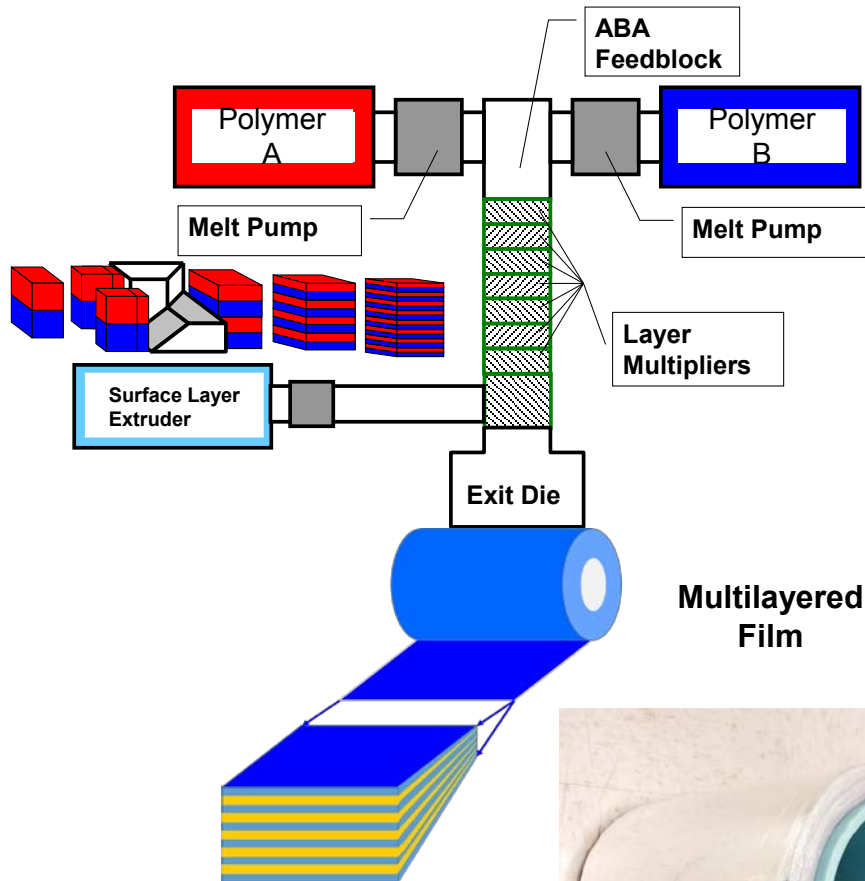 ABA
Feedblock
Polymer
A
Polymer
B
Melt Pump
Melt Pump
Layer
Multipliers
Surface Layer
Extruder
Exit Die
Multilayered
Film